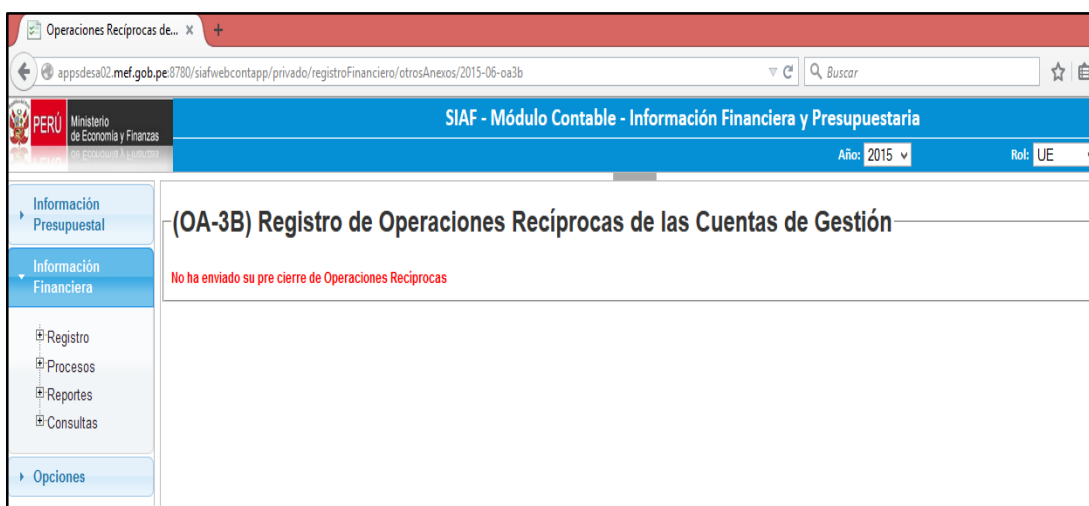 Operaciones Recíprocas de... × +
appsdesa02.mef.gob.pe:8780/siafwebcontapp/privado/registroFinanciero/otrosAnexos/2015-06-oa3b
Buscar
PERÚ Ministerio
de Economía y Finanzas
SIAF - Módulo Contable - Información Financiera y Presupuestaria
Año: 2015 Rol: UE
Información
Presupuestal
Información
Financiera
Registro
Procesos
Reportes
Consultas
Opciones
(OA-3B) Registro de Operaciones Recíprocas de las Cuentas de Gestión
No ha enviado su pre cierre de Operaciones Reciprocas